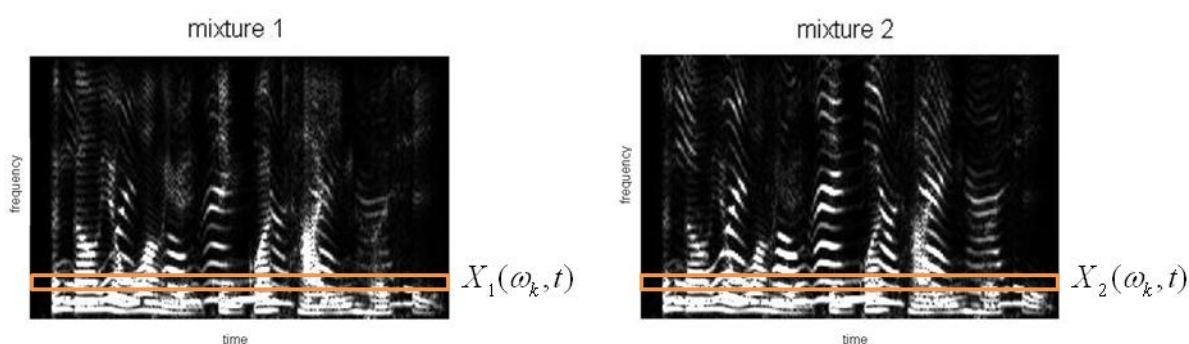 mixture 1
frequency
X₁(ωₖ,t)
time
mixture 2
frequency
X₂(ωₖ,t)
time